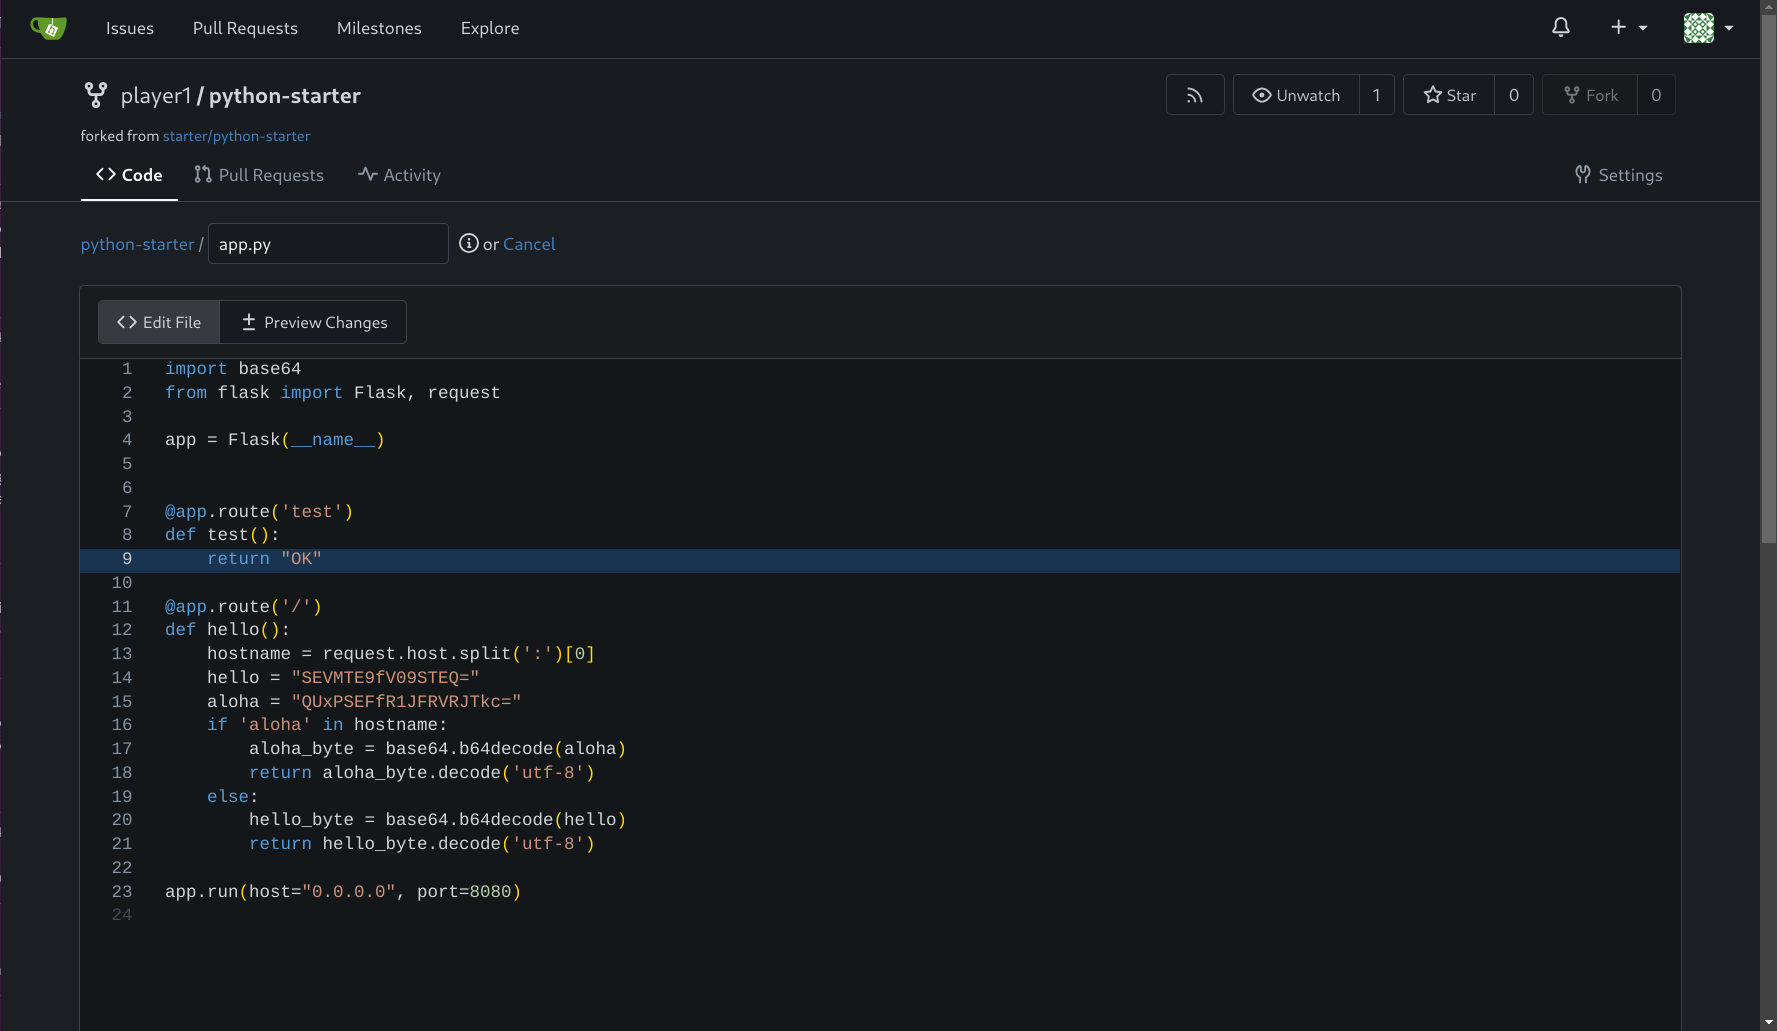 Issues Pull Requests Milestones Explore
player1 / python-starter
Unwatch 1 Star 0 Fork 0
forked from starter/python-starter
Code Pull Requests Activity Settings
python-starter / app.py or Cancel
Edit File Preview Changes
1 import base64
2 from flask import Flask, request
3
4 app = Flask(__name__)
5
6
7 @app.route('test')
8 def test():
9     return "OK"
10
11 @app.route('/')
12 def hello():
13     hostname = request.host.split(':')[0]
14     hello = "SEVMTE9fV09STEQ="
15     aloha = "QUxPSEFfR1JFRVRJTkc="
16     if 'aloha' in hostname:
17         aloha_byte = base64.b64decode(aloha)
18         return aloha_byte.decode('utf-8')
19     else:
20         hello_byte = base64.b64decode(hello)
21         return hello_byte.decode('utf-8')
22
23 app.run(host="0.0.0.0", port=8080)
24